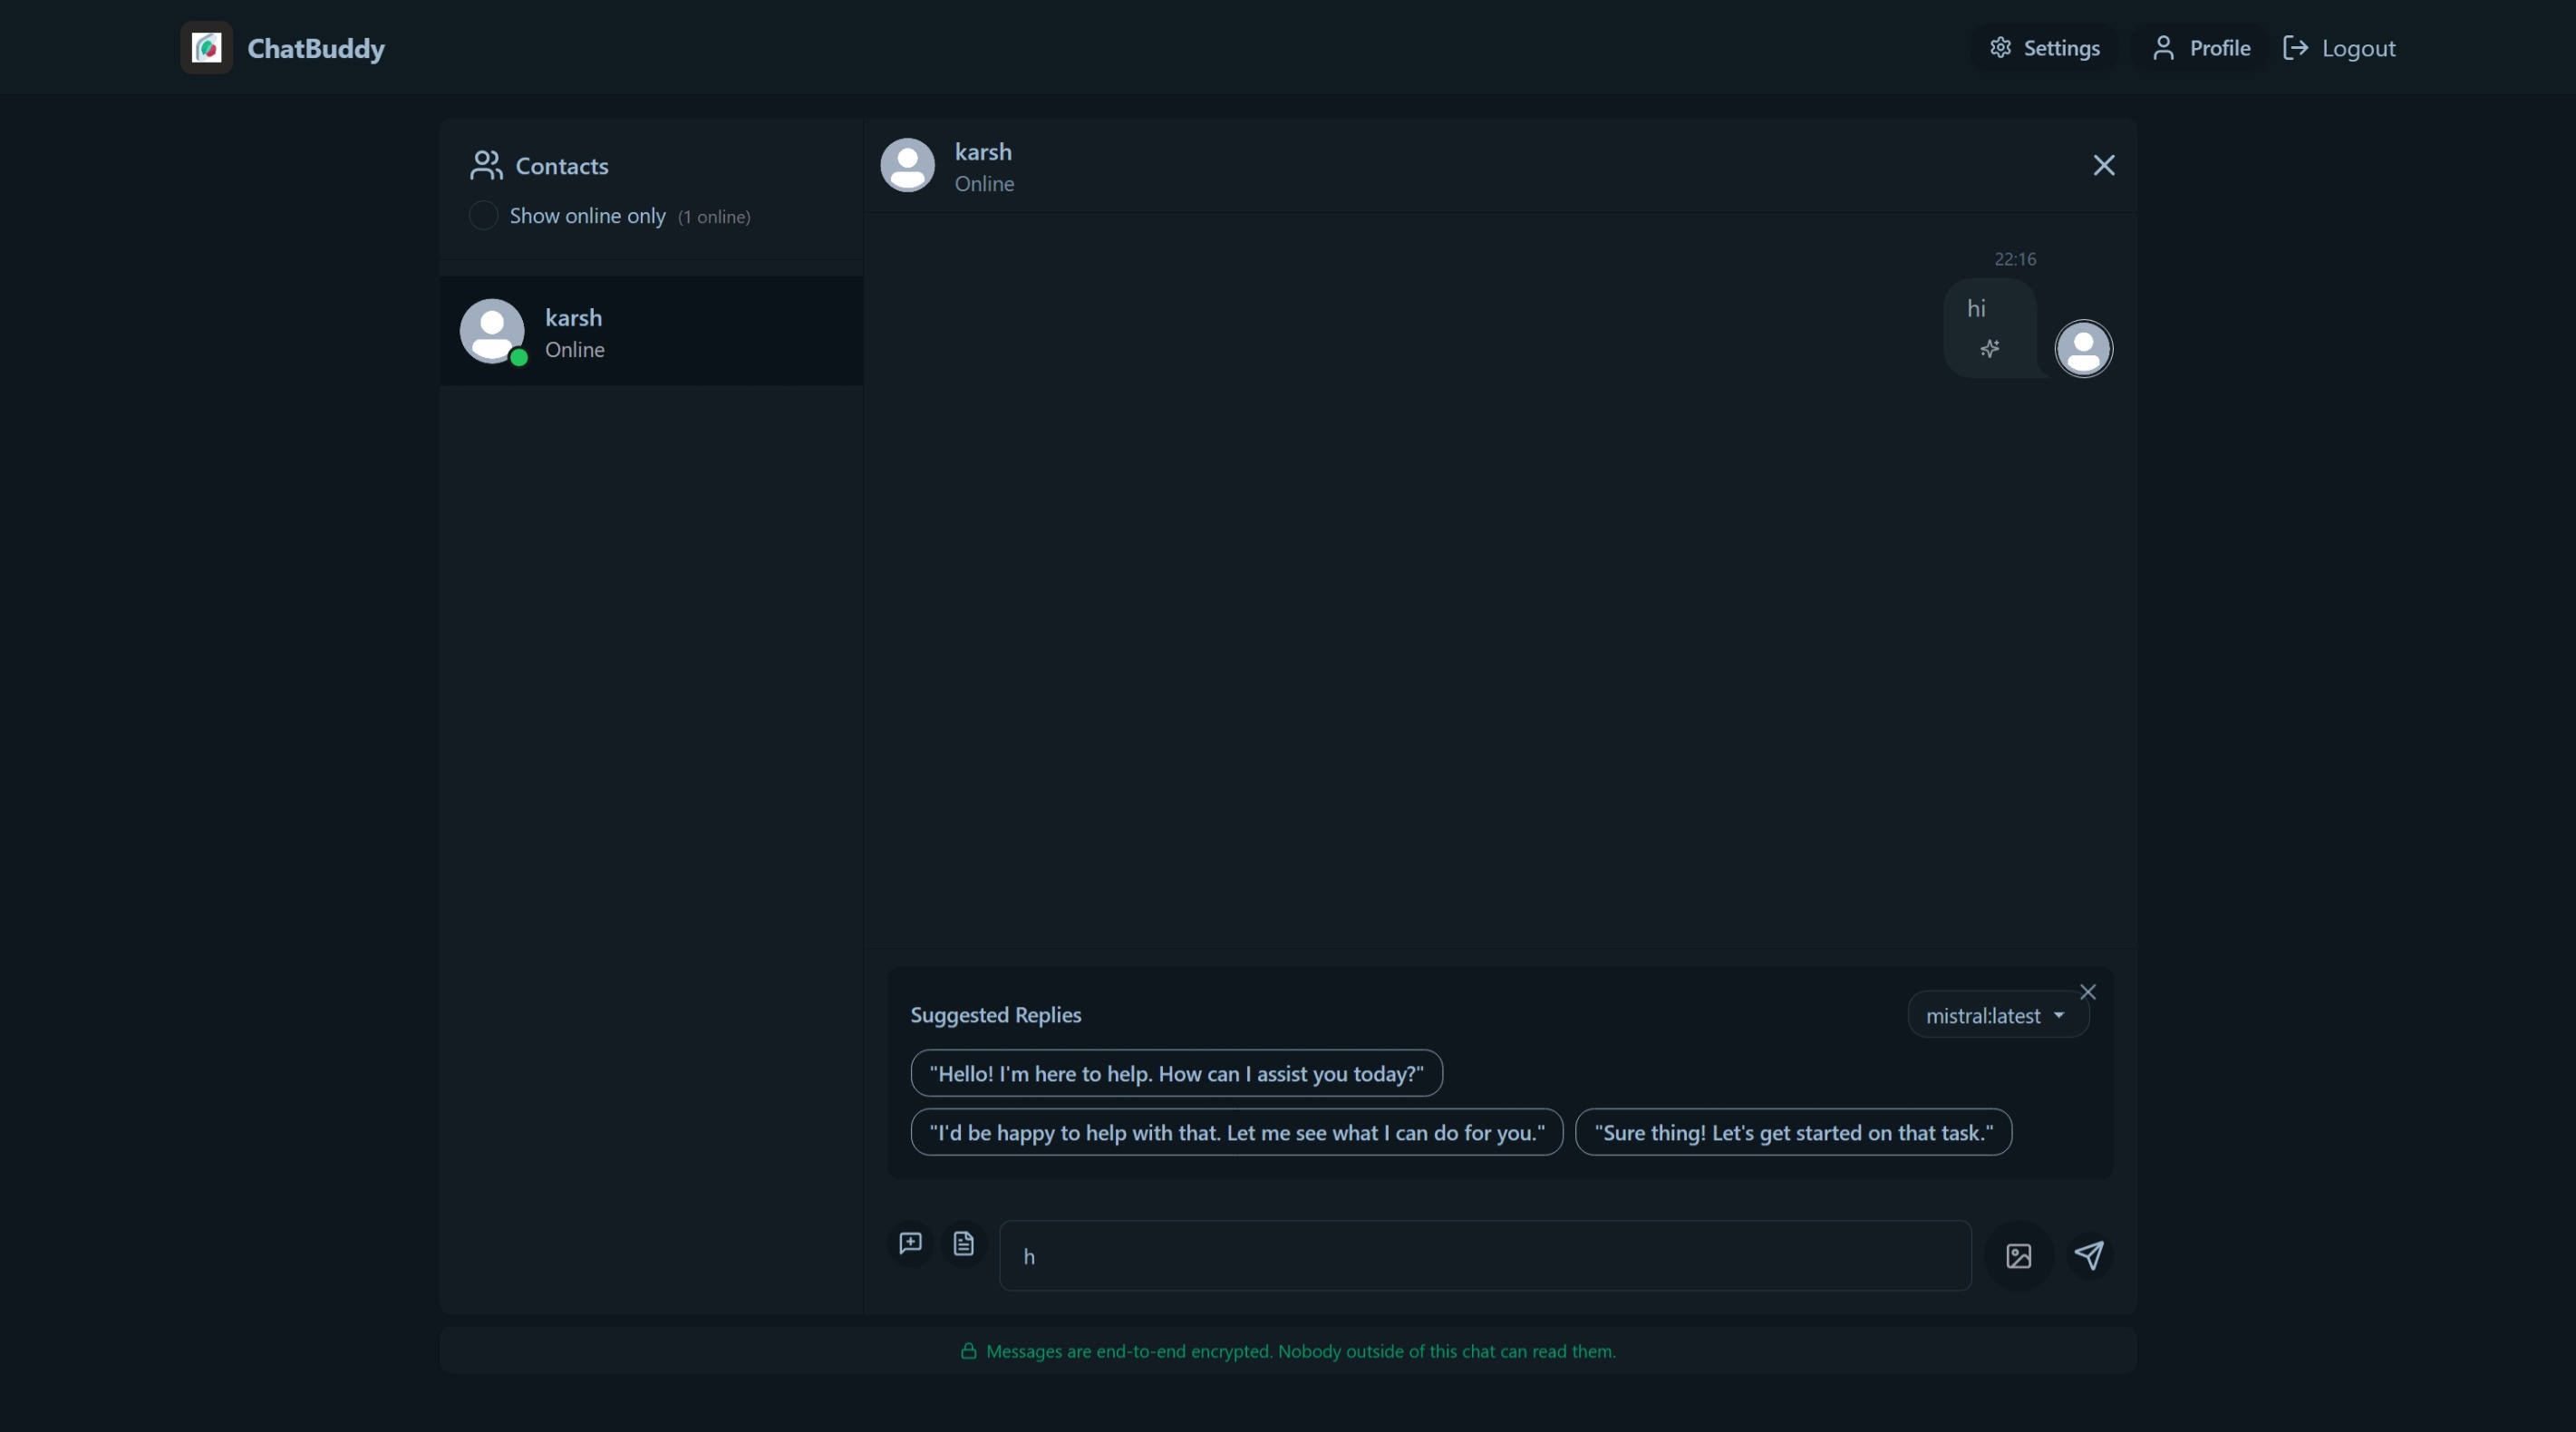 ChatBuddy
Settings
Profile
Logout
Contacts
Show online only (1 online)
karsh
Online
karsh
Online
22:16
hi
Suggested Replies
mistral:latest
"Hello! I'm here to help. How can I assist you today?"
"I'd be happy to help with that. Let me see what I can do for you." "Sure thing! Let's get started on that task."
h
Messages are end-to-end encrypted. Nobody outside of this chat can read them.